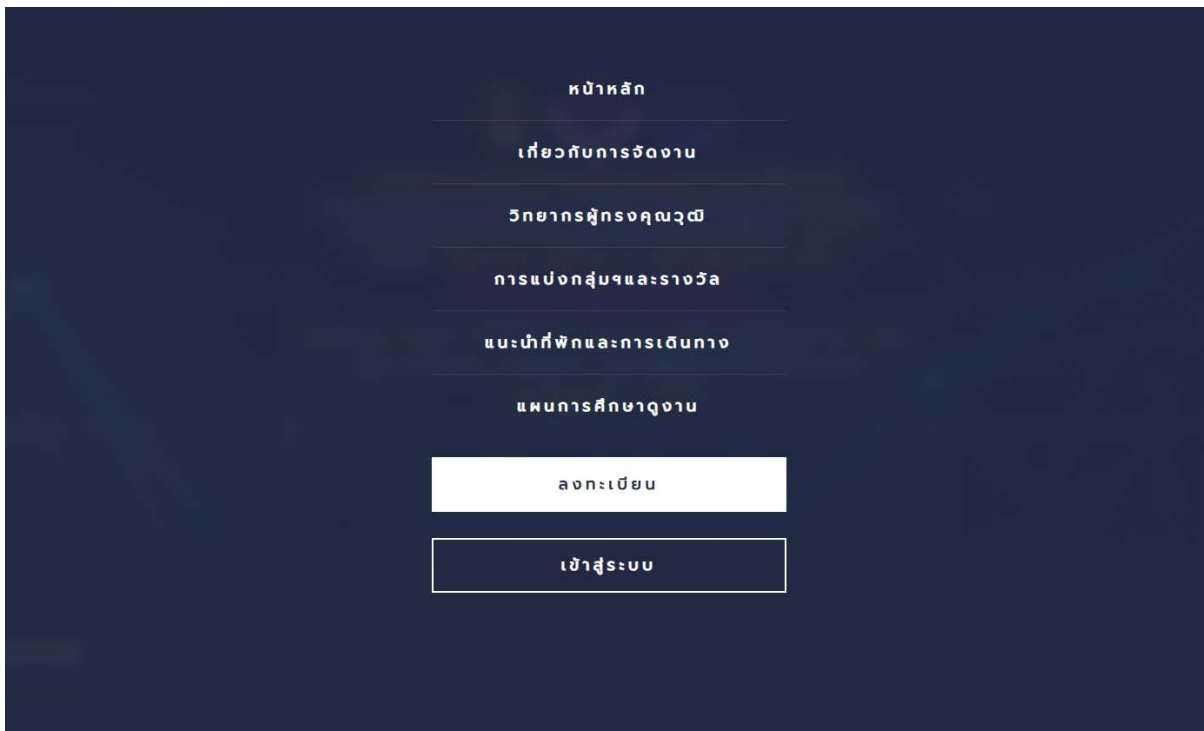 หน้าหลัก
เกี่ยวกับการจัดงาน
วิทยากรผู้ทรงคุณวุฒิ
การแบ่งกลุ่มฯและรางวัล
แนะนำที่พักและการเดินทาง
แผนการศึกษาดูงาน
ลงทะเบียน
เข้าสู่ระบบ